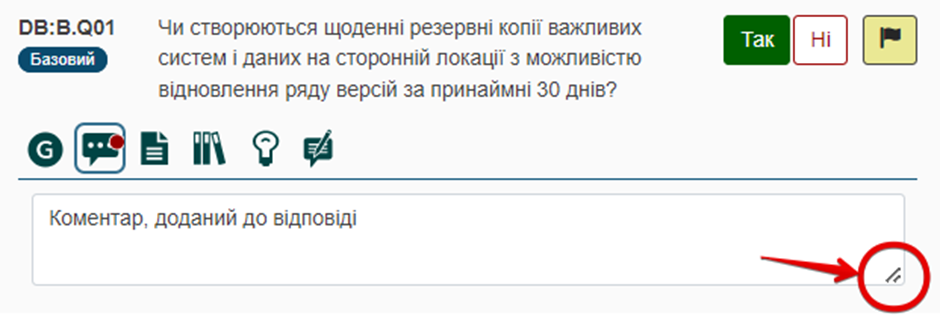 DB:B.Q01
Базовий
Чи створюються щоденні резервні копії важливих
систем і даних на сторонній локації з можливістю
відновлення ряду версій за принаймні 30 днів?
Так
Ні
G
Коментар, доданий до відповіді